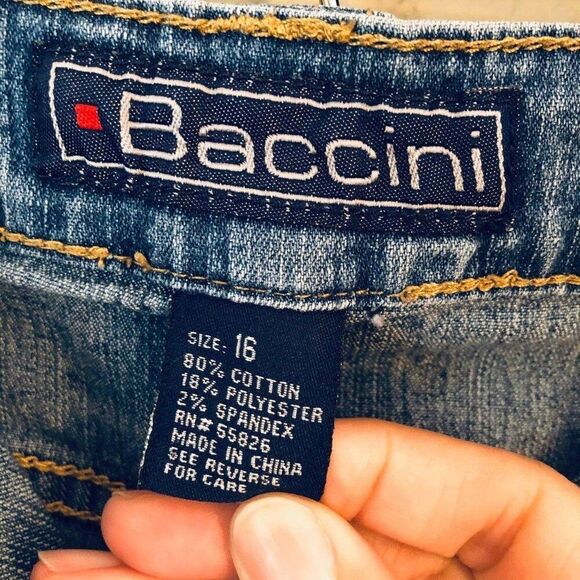 Baccini
SIZE: 16
80% COTTON
18% POLYESTER
2% SPANDEX
RN# 55826
MADE IN CHINA
SEE REVERSE
FOR CARE